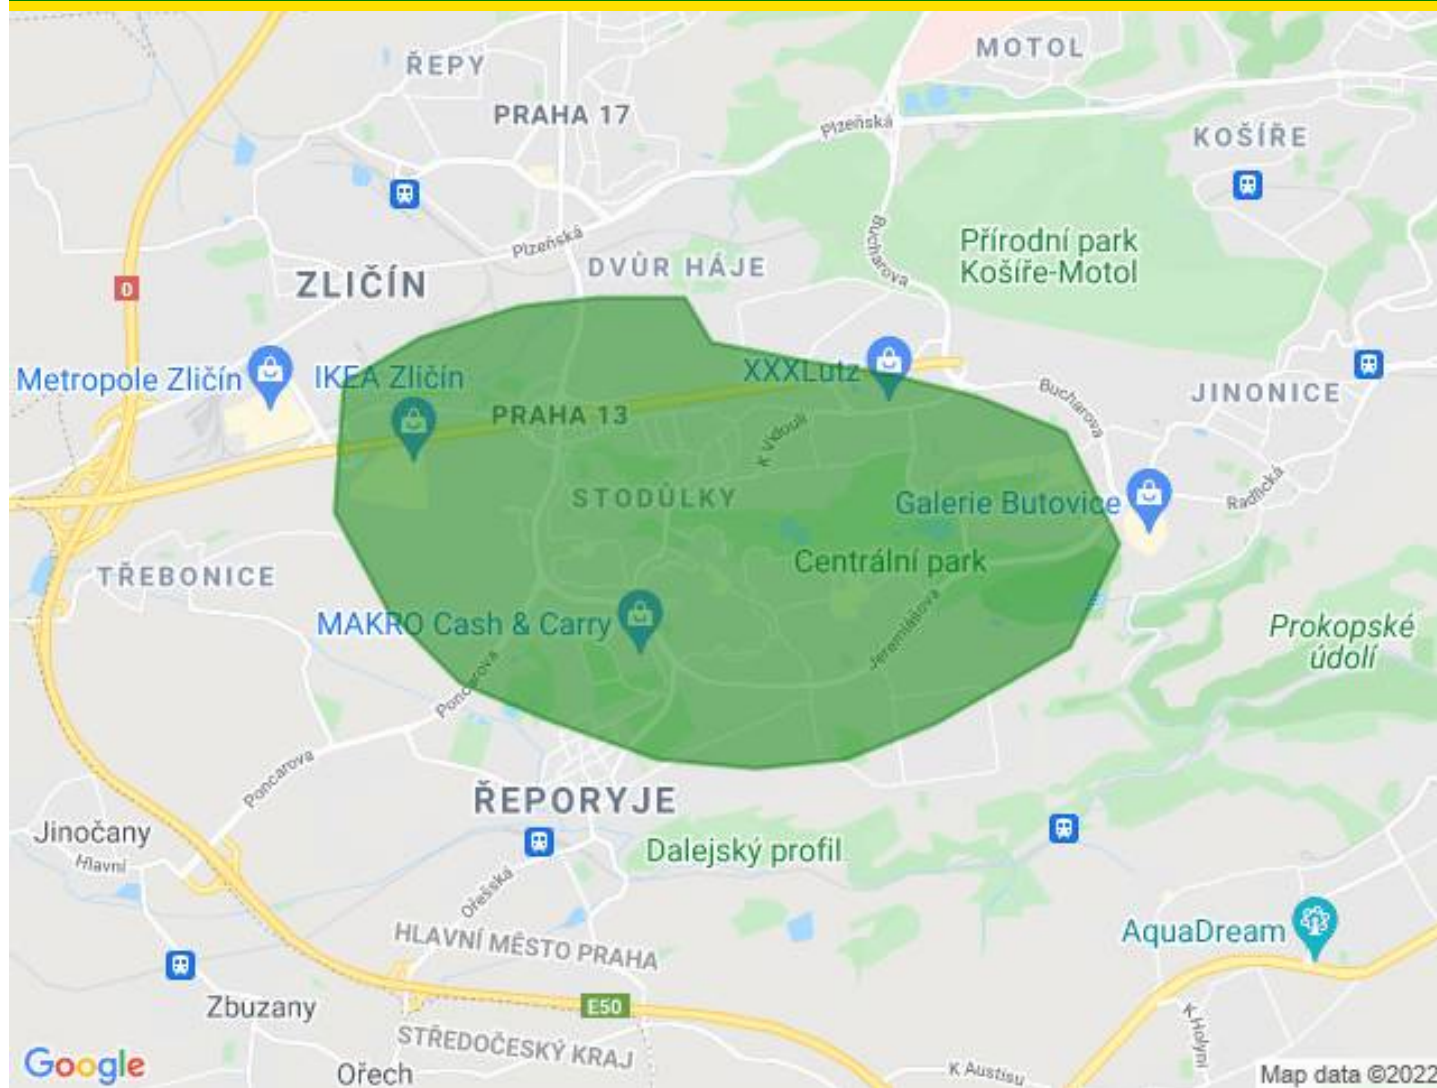 MOTOL
ŘEPY
PRAHA 17
Plzeňská
KOŠÍŘE
Plzeňská
Bucharova
Přírodní park
Košíře-Motol
DVŮR HÁJE
ZLIČÍN
D
Metropole Zličín
IKEA Zličín
XXXLutz
Bucharova
JINONICE
PRAHA 13
K Vidouli
STODŮLKY
Galerie Butovice
Radlická
TŘEBONICE
Centrální park
MAKRO Cash & Carry
Jeremiášova
Prokopské
údolí
Poncarova
Poncarova
ŘEPORYJE
Jinočany
Hlavní
Dalejský profil
Ořešská
AquaDream
HLAVNÍ MĚSTO PRAHA
Zbuzany
E50
K Holyni
STŘEDOČESKÝ KRAJ
Google
Ořech
K Austisu
Map data ©2022